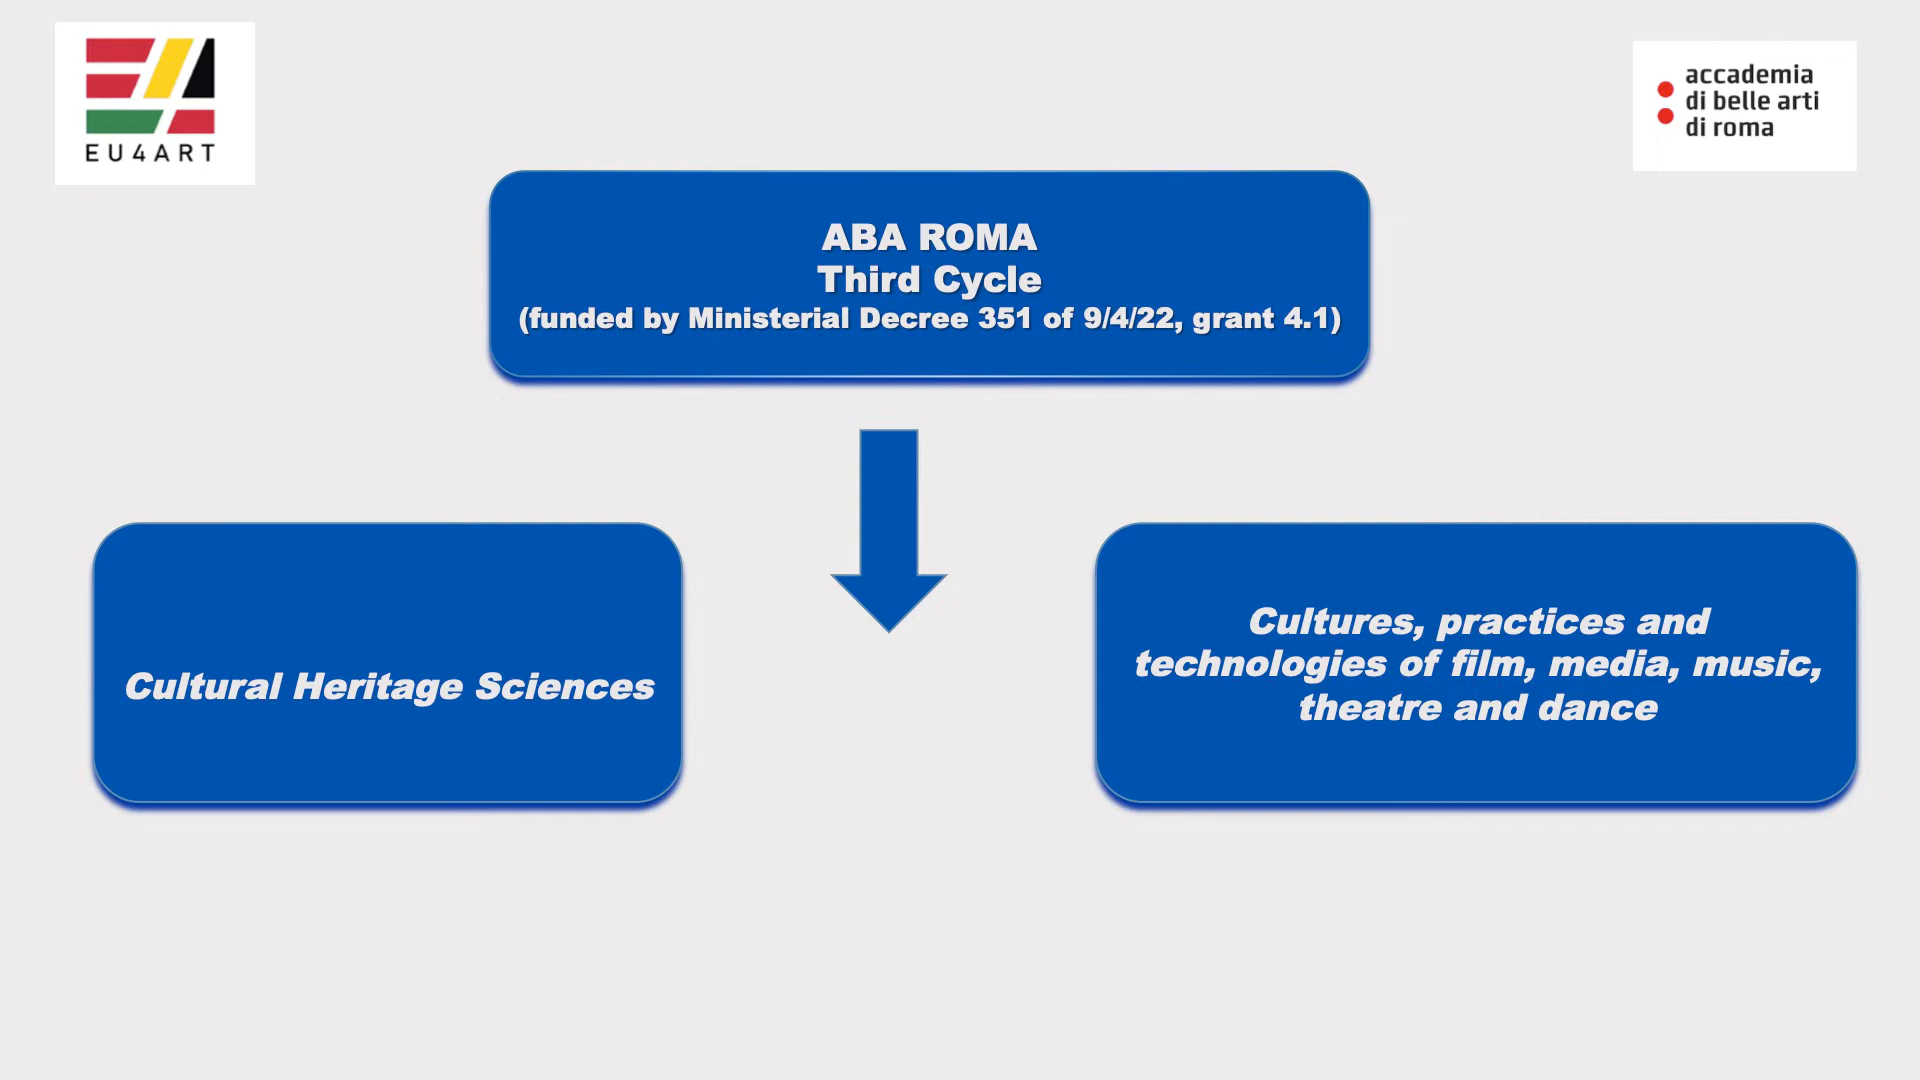 EU4ART
accademia
di belle arti
di roma
ABA ROMA
Third Cycle
(funded by Ministerial Decree 351 of 9/4/22, grant 4.1)
Cultural Heritage Sciences
Cultures, practices and
technologies of film, media, music,
theatre and dance